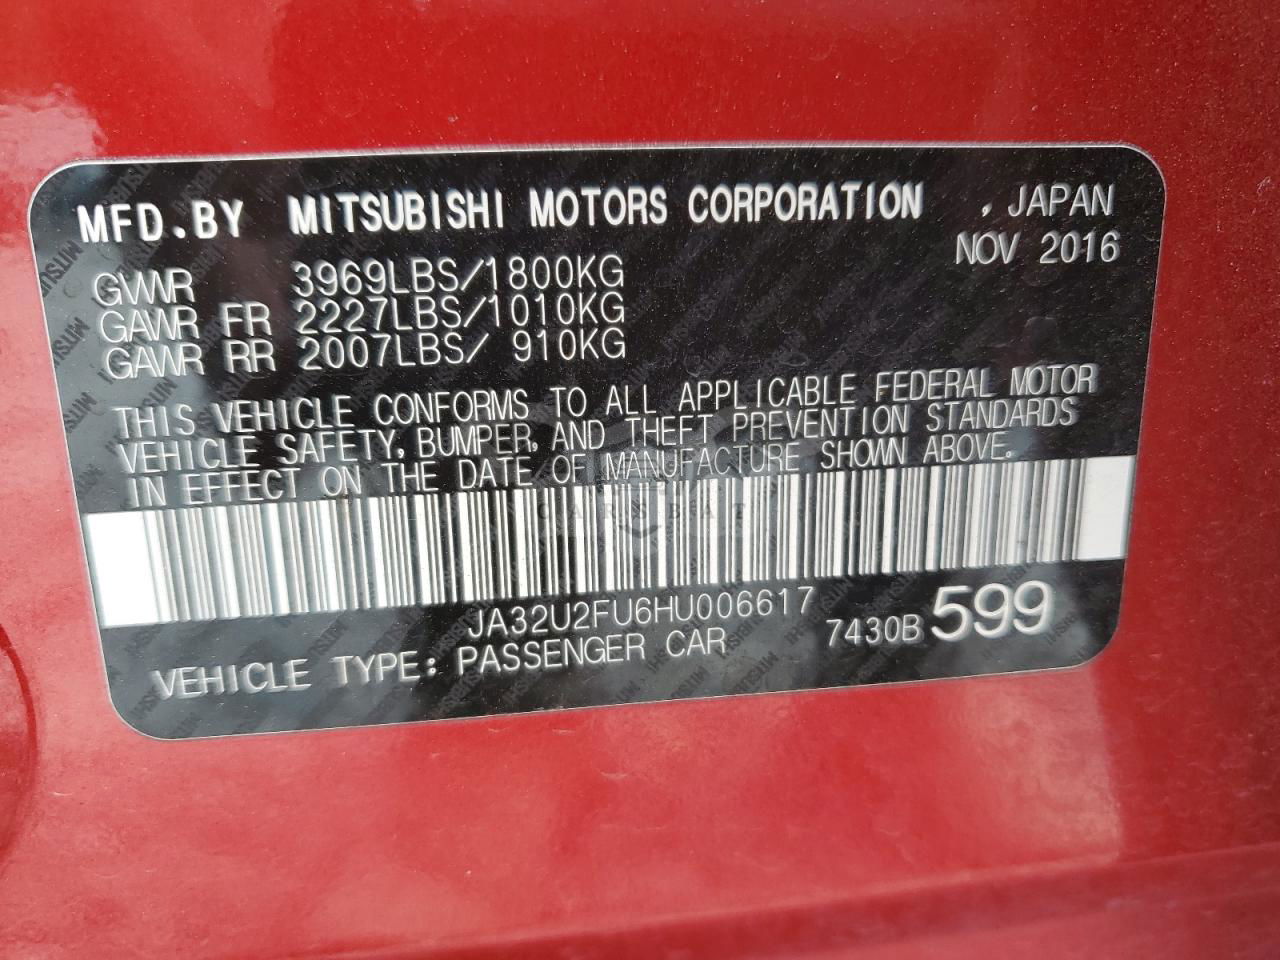 MFD.BY MITSUBISHI MOTORS CORPORATION , JAPAN
NOV 2016
GVWR 3969LBS/1800KG
GAWR FR 2227LBS/1010KG
GAWR RR 2007LBS/ 910KG
THIS VEHICLE CONFORMS TO ALL APPLICABLE FEDERAL MOTOR
VEHICLE SAFETY, BUMPER, AND THEFT PREVENTION STANDARDS
IN EFFECT ON THE DATE OF MANUFACTURE SHOWN ABOVE.
CARBEAT
JA32U2FU6HU006617
VEHICLE TYPE: PASSENGER CAR 7430B 599